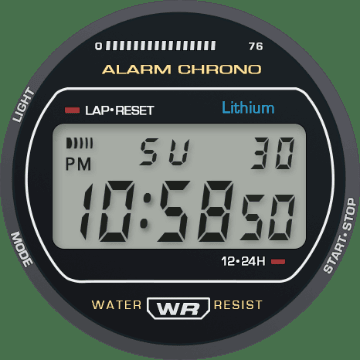 0 76
ALARM CHRONO
LAP•RESET Lithium
LIGHT
SU 30
PM
10:58 50
MODE
START•STOP
12•24H
WATER WR RESIST